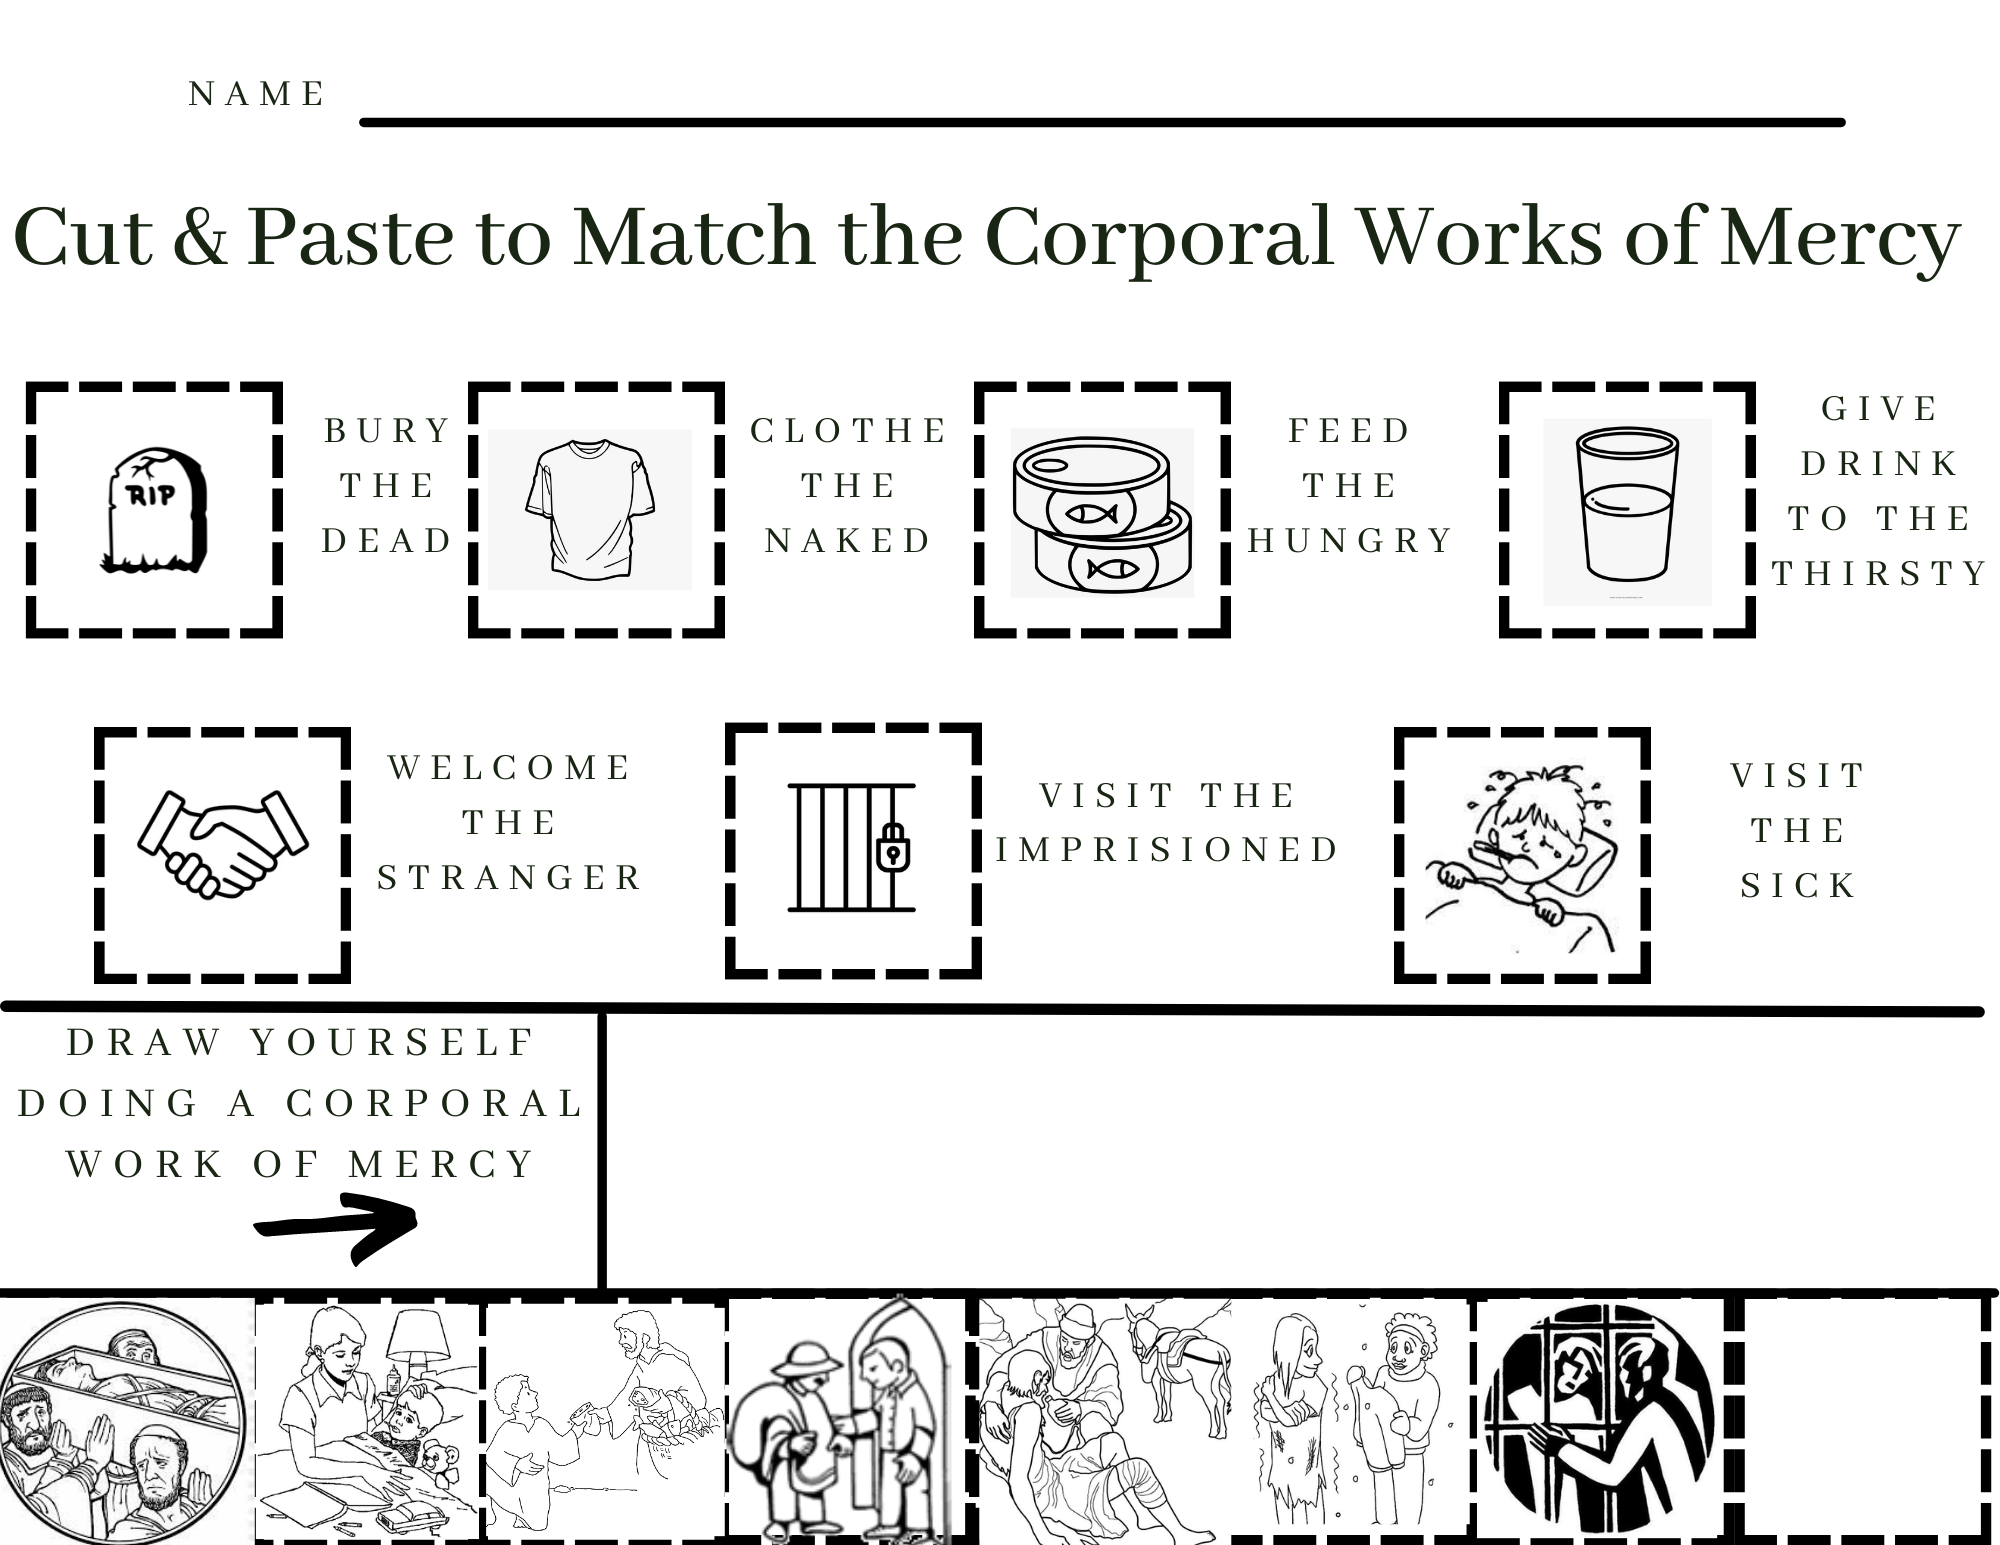 NAME
Cut & Paste to Match the Corporal Works of Mercy
RIP
BURY
THE
DEAD
CLOTHE
THE
NAKED
FEED
THE
HUNGRY
GIVE
DRINK
TO THE
THIRSTY
WELCOME
THE
STRANGER
VISIT THE
IMPRISIONED
VISIT
THE
SICK
DRAW YOURSELF
DOING A CORPORAL
WORK OF MERCY